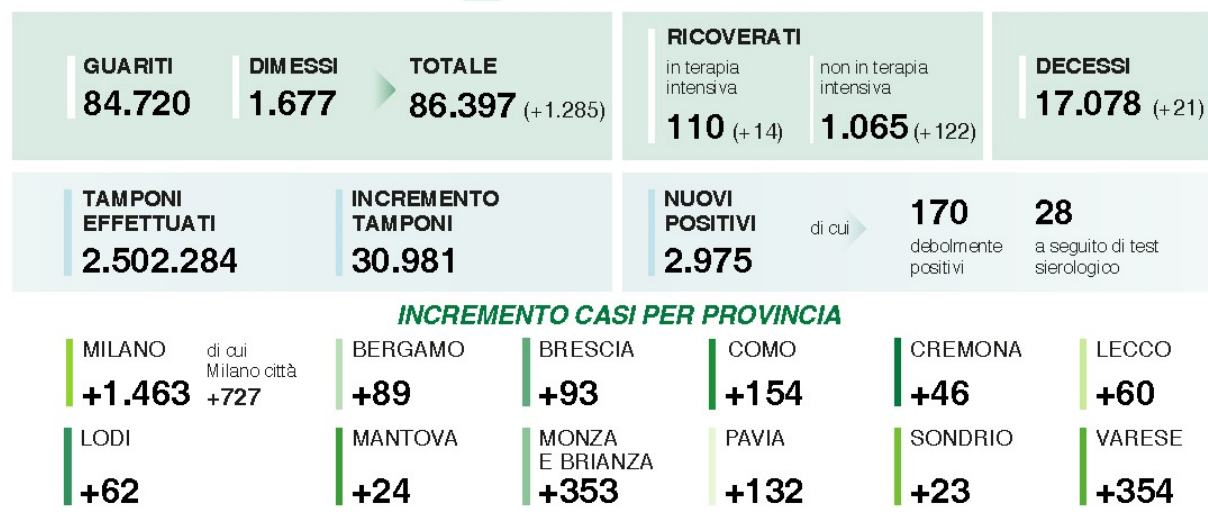 GUARITI
84.720
DIMESSI
1.677
TOTALE
86.397 (+1.285)
RICOVERATI
in terapia
intensiva
110 (+14)
non in terapia
intensiva
1.065 (+122)
DECESSI
17.078 (+21)
TAMPONI
EFFETTUATI
2.502.284
INCREMENTO
TAMPONI
30.981
NUOVI
POSITIVI
2.975
di cui
170
debolmente
positivi
28
a seguito di test
sierologico
INCREMENTO CASI PER PROVINCIA
MILANO
+1.463
di cui
Milano città
+727
BERGAMO
+89
BRESCIA
+93
COMO
+154
CREMONA
+46
LECCO
+60
LODI
+62
MANTOVA
+24
MONZA
E BRIANZA
+353
PAVIA
+132
SONDRIO
+23
VARESE
+354